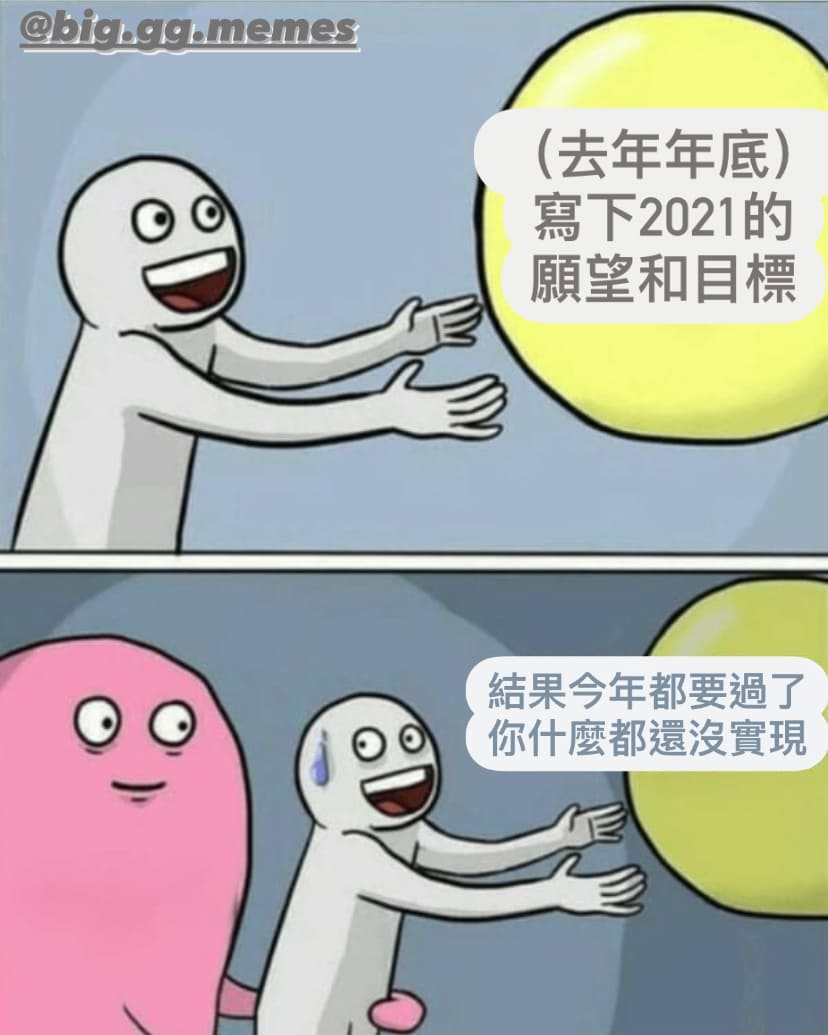 @big.gg.memes
（去年年底）
寫下2021的
願望和目標
結果今年都要過了
你什麼都還沒實現